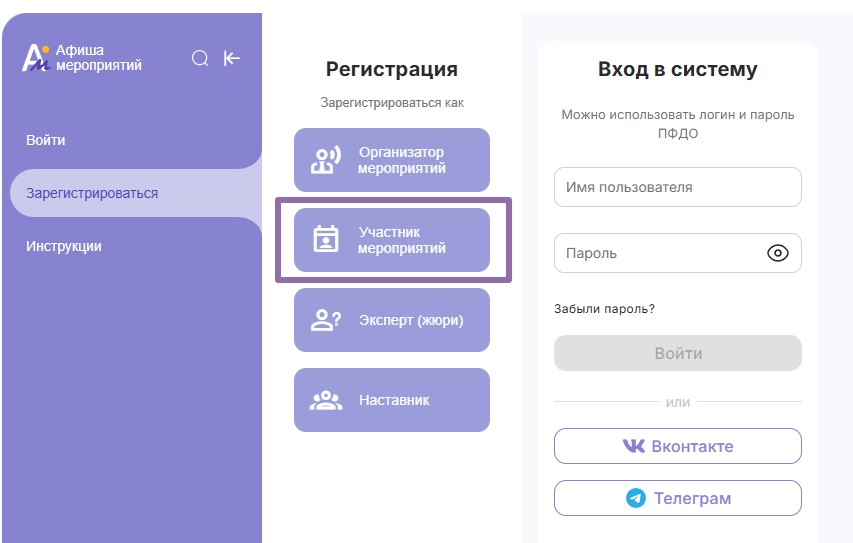 Афиша
мероприятий
Войти
Зарегистрироваться
Инструкции
Регистрация
Зарегистрироваться как
Организатор
мероприятий
Участник
мероприятий
Эксперт (жюри)
Наставник
Вход в систему
Можно использовать логин и пароль
ПФДО
Имя пользователя
Пароль
Забыли пароль?
Войти
или
Вконтакте
Телеграм